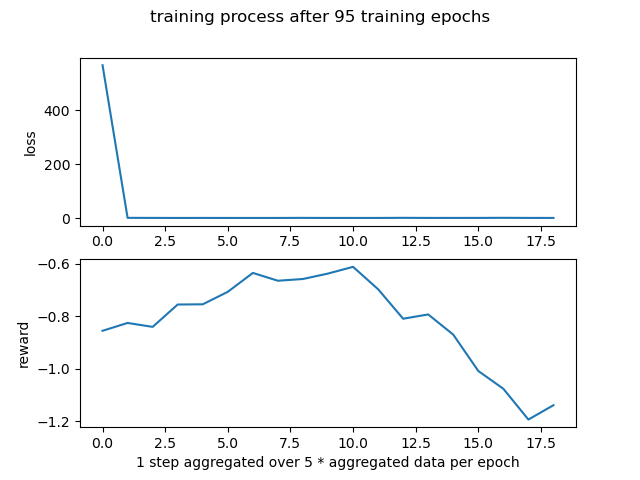 training process after 95 training epochs
loss
400
200
0
0.0 2.5 5.0 7.5 10.0 12.5 15.0 17.5
reward
−0.6
−0.8
−1.0
−1.2
0.0 2.5 5.0 7.5 10.0 12.5 15.0 17.5
1 step aggregated over 5 * aggregated data per epoch